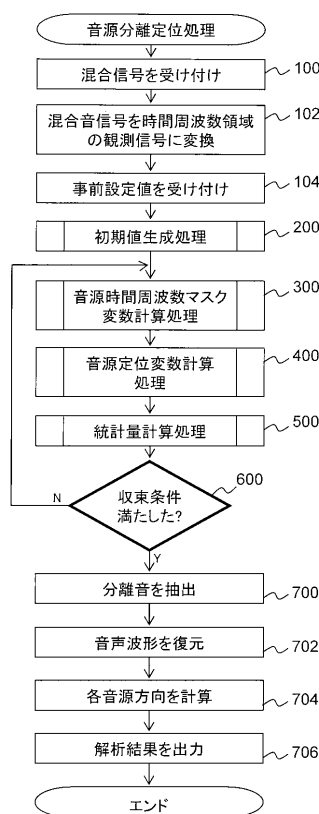 音源分離定位処理
混合信号を受け付け
100
混合音信号を時間周波数領域
の観測信号に変換
102
事前設定値を受け付け
104
初期値生成処理
200
音源時間周波数マスク
変数計算処理
300
音源定位変数計算
処理
400
統計量計算処理
500
収束条件
満たした?
600
N
Y
分離音を抽出
700
音声波形を復元
702
各音源方向を計算
704
解析結果を出力
706
エンド